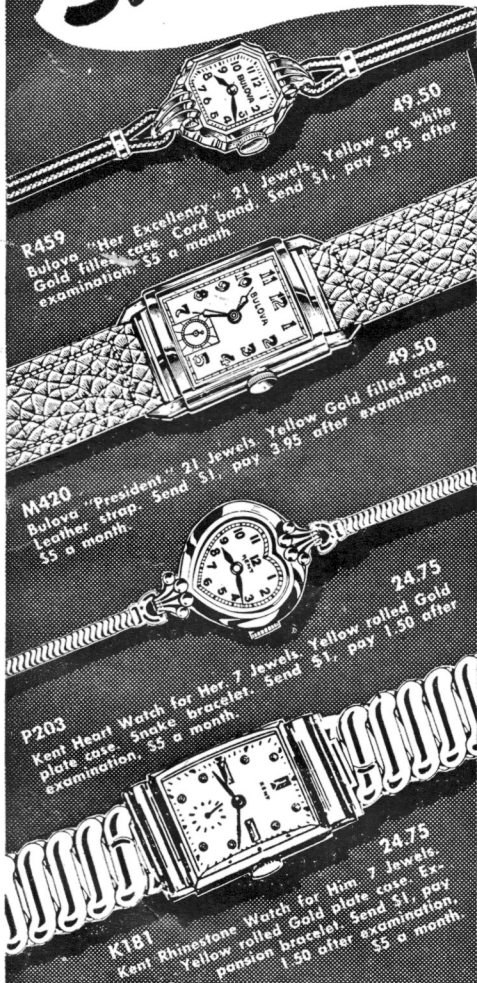 49.50
R459
Bulova "Her Excellency." 21 Jewels. Yellow or white
Gold filled case. Cord band. Send $1, pay 3.95 after
examination, $5 a month
BULOVA
49.50
M420
Bulova "President." 21 Jewels. Yellow Gold filled case.
Leather strap. Send $1, pay 3.95 after examination,
$5 a month.
BULOVA
24.75
P203
Kent Heart Watch for Her. 7 Jewels. Yellow rolled Gold
plate case. Snake bracelet. Send $1, pay 1.50 after
examination, $5 a month.
KENT
24.75
K181
Kent Rhinestone Watch for Him. 7 Jewels.
Yellow rolled Gold plate case. Ex-
pansion bracelet. Send $1, pay
1.50 after examination,
$5 a month.
KENT